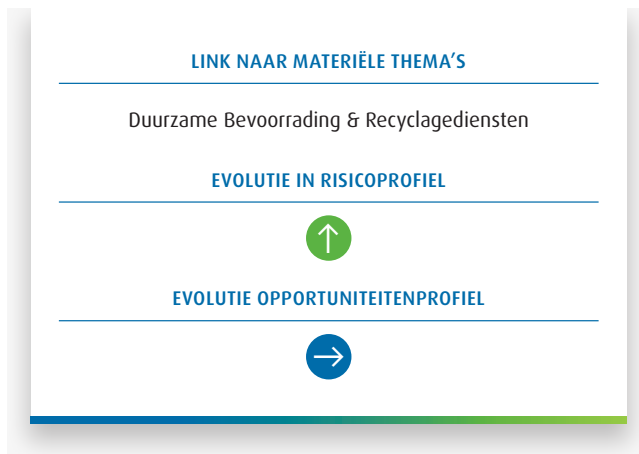 LINK NAAR MATERIËLE THEMA’S
Duurzame Bevoorrading & Recyclagediensten
EVOLUTIE IN RISICOPROFIEL
EVOLUTIE OPPORTUNITEITENPROFIEL